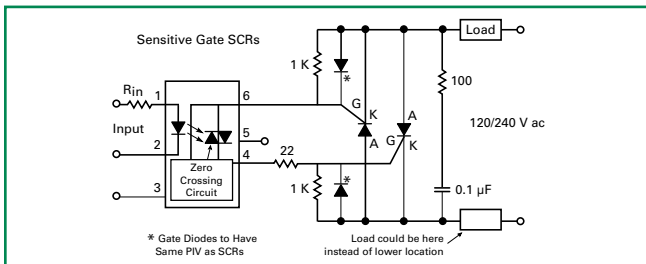 Sensitive Gate SCRs
Load
1 K
*
100
Rin
1
6
G
K
A
Input
5
A
G
K
120/240 V ac
2
4
22
Zero
Crossing
Circuit
3
1 K
*
0.1 µF
* Gate Diodes to Have
Same PIV as SCRs
Load could be here
instead of lower location